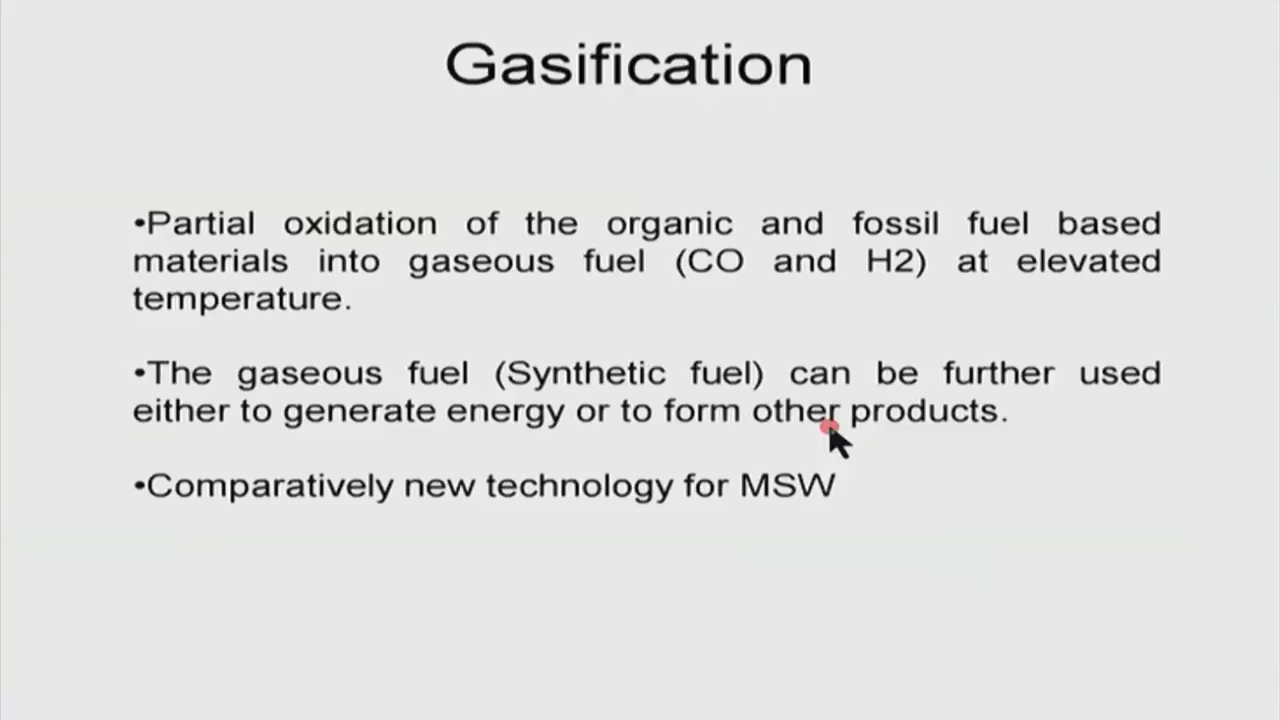 Gasification
•Partial oxidation of the organic and fossil fuel based
materials into gaseous fuel (CO and H2) at elevated
temperature.
•The gaseous fuel (Synthetic fuel) can be further used
either to generate energy or to form other products.
•Comparatively new technology for MSW